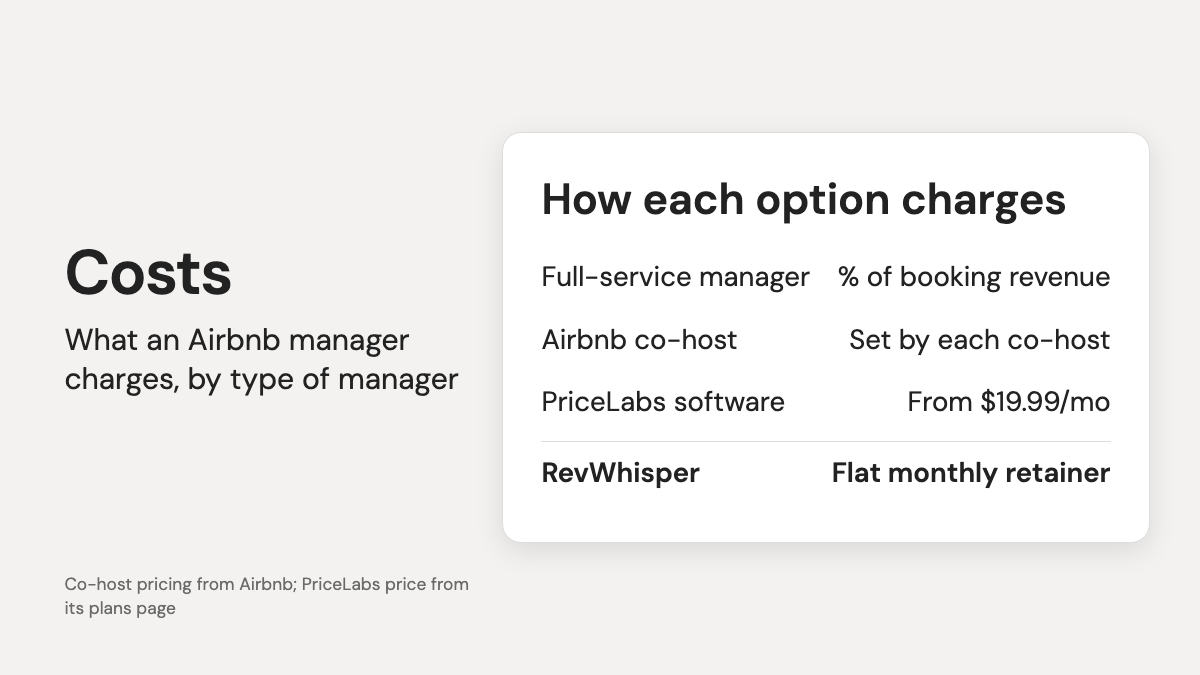 Costs
What an Airbnb manager
charges, by type of manager
How each option charges
Full-service manager % of booking revenue
Airbnb co-host Set by each co-host
PriceLabs software From $19.99/mo
RevWhisper Flat monthly retainer
Co-host pricing from Airbnb; PriceLabs price from
its plans page